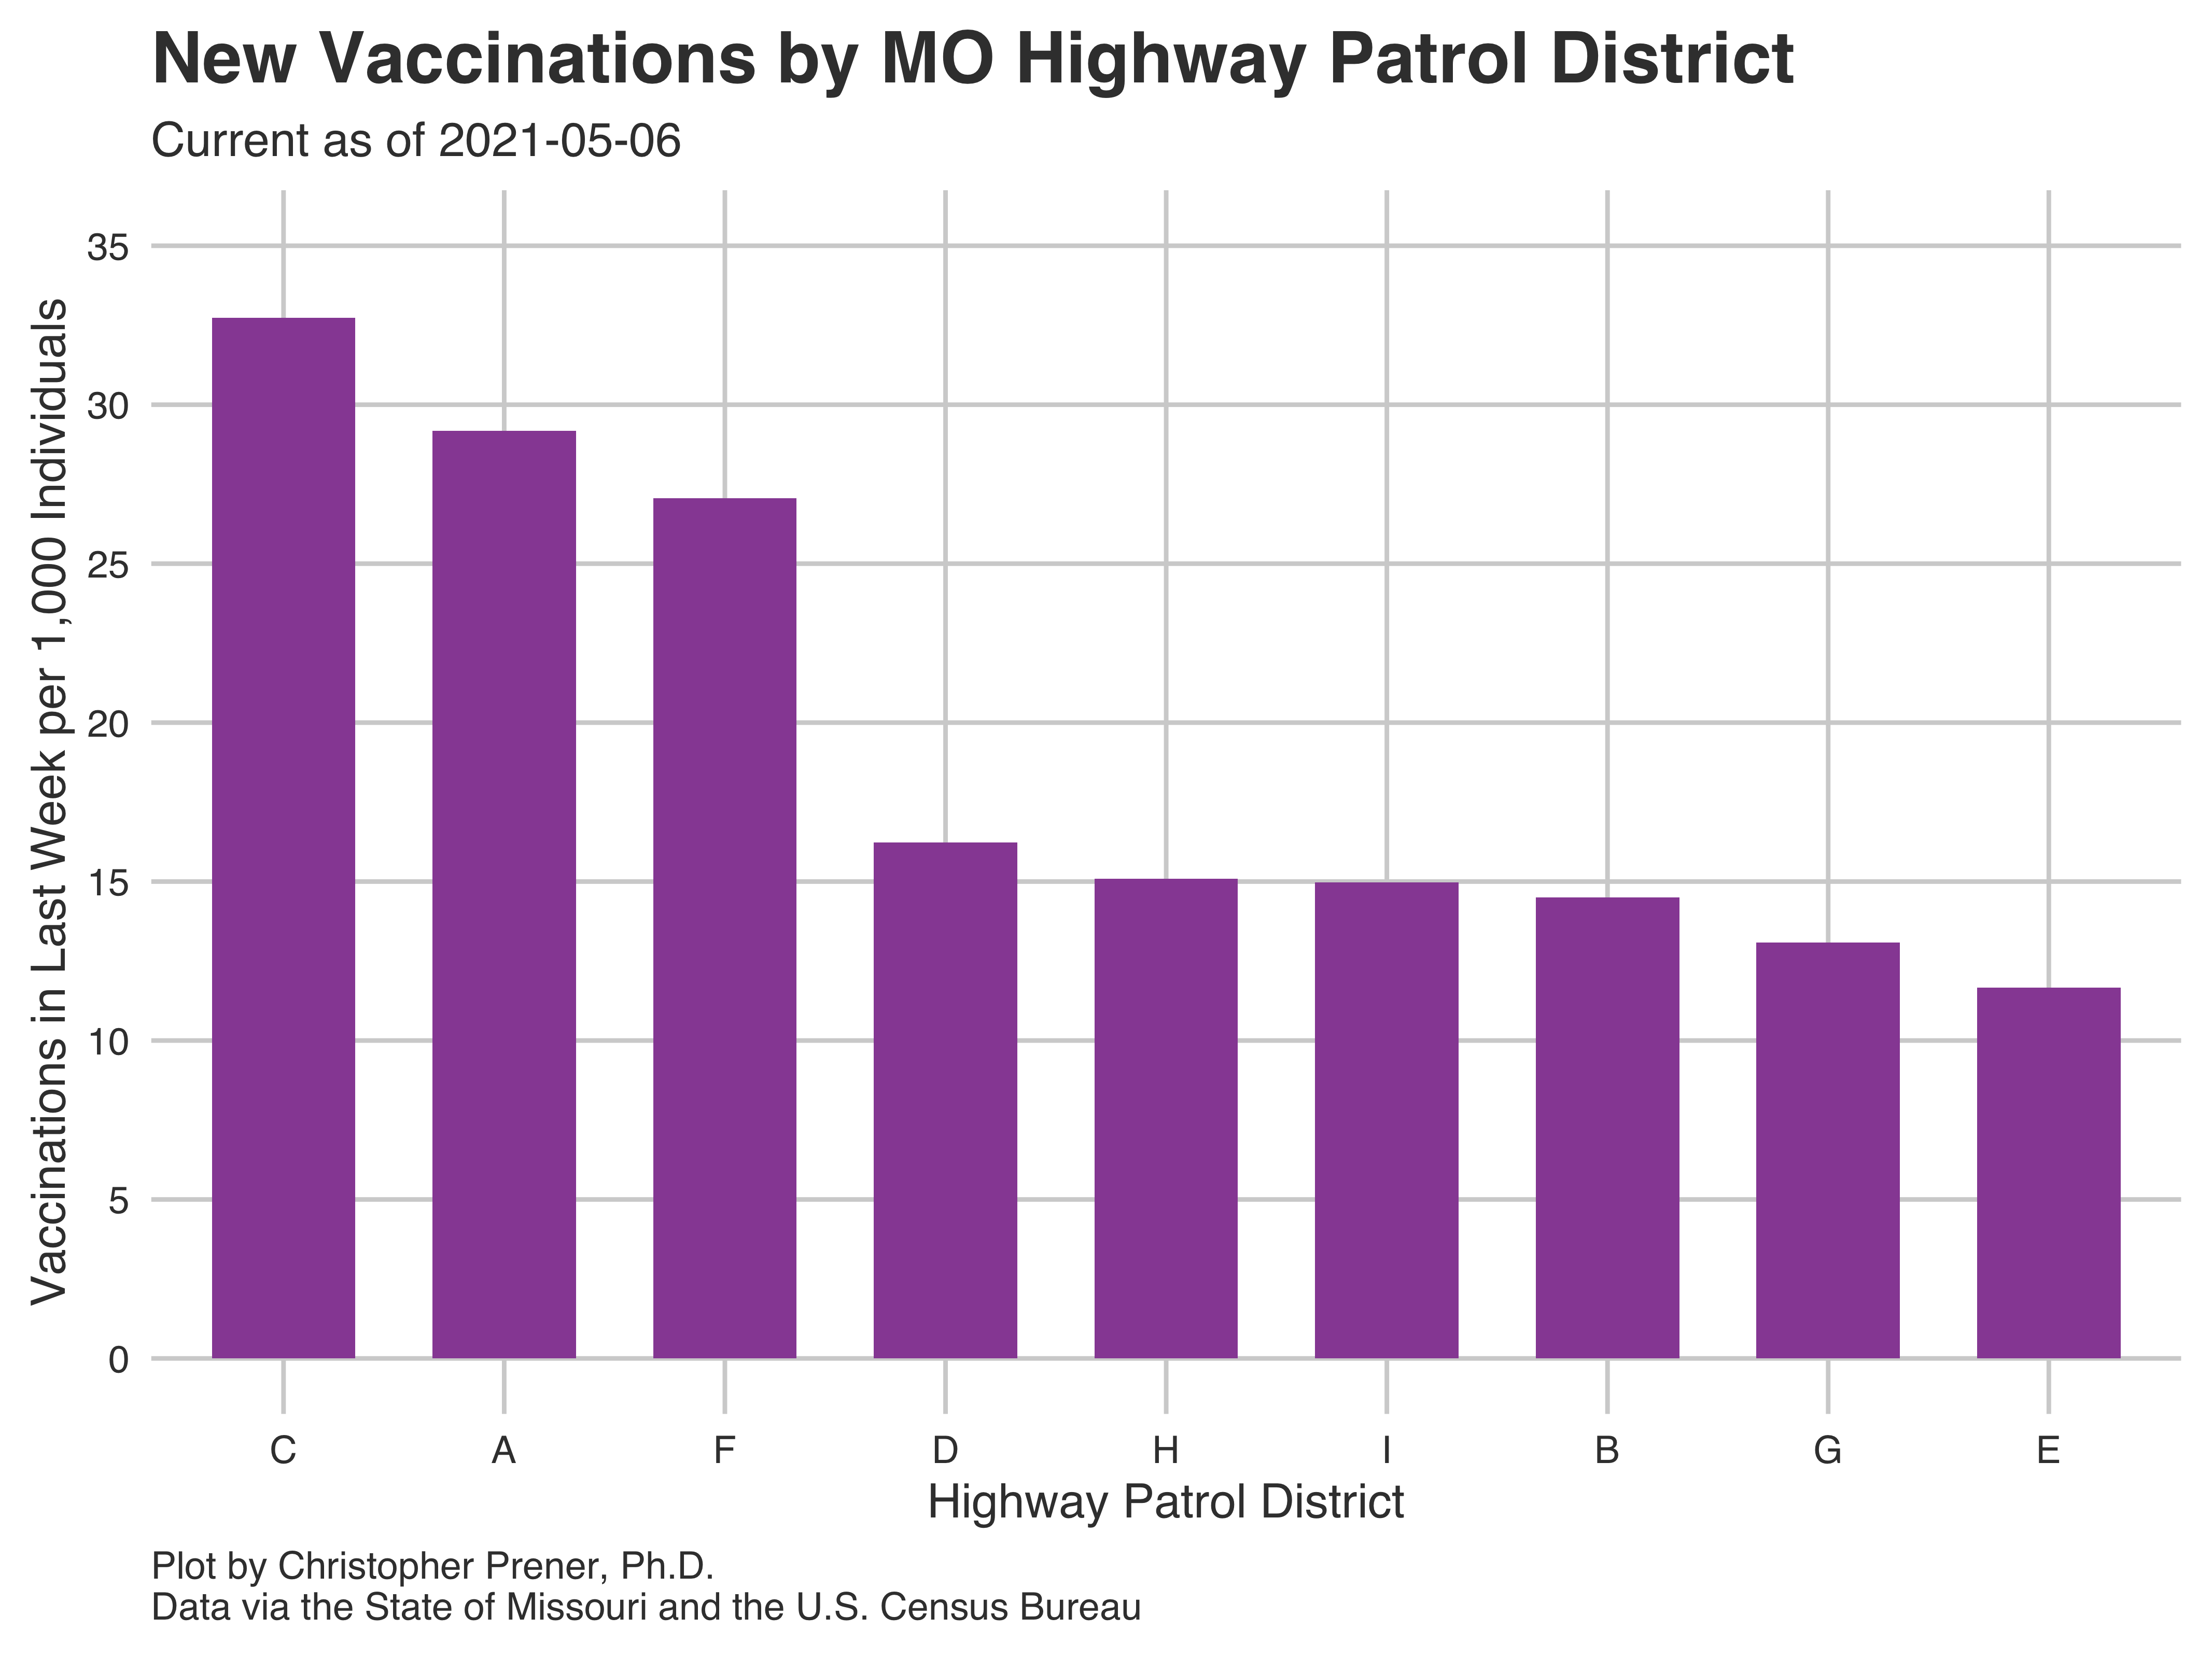 New Vaccinations by MO Highway Patrol District
Current as of 2021-05-06
Vaccinations in Last Week per 1,000 Individuals
35
30
25
20
15
10
5
0
C A F D H I B G E
Highway Patrol District
Plot by Christopher Prener, Ph.D.
Data via the State of Missouri and the U.S. Census Bureau